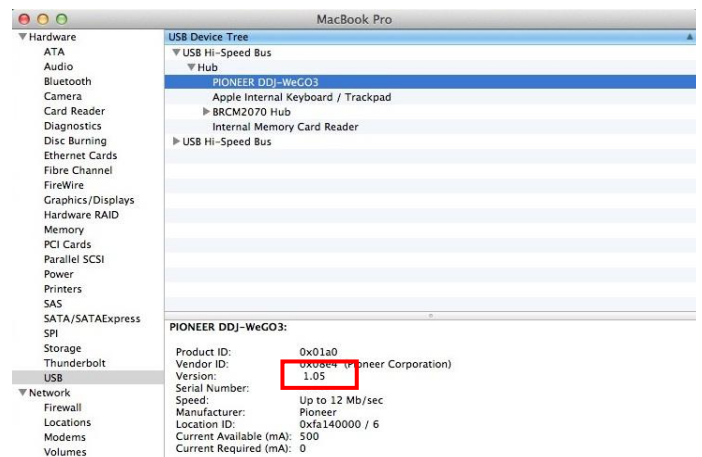 MacBook Pro
Hardware
ATA
Audio
Bluetooth
Camera
Card Reader
Diagnostics
Disc Burning
Ethernet Cards
Fibre Channel
FireWire
Graphics/Displays
Hardware RAID
Memory
PCI Cards
Parallel SCSI
Power
Printers
SAS
SATA/SATAExpress
SPI
Storage
Thunderbolt
USB
Network
Firewall
Locations
Modems
Volumes
USB Device Tree
USB Hi-Speed Bus
Hub
PIONEER DDJ-WeGO3
Apple Internal Keyboard / Trackpad
BRCM2070 Hub
Internal Memory Card Reader
USB Hi-Speed Bus
PIONEER DDJ-WeGO3:
Product ID: 0x01a0
Vendor ID: 0x08e4 (Pioneer Corporation)
Version: 1.05
Serial Number:
Speed: Up to 12 Mb/sec
Manufacturer: Pioneer
Location ID: 0xfa140000 / 6
Current Available (mA): 500
Current Required (mA): 0